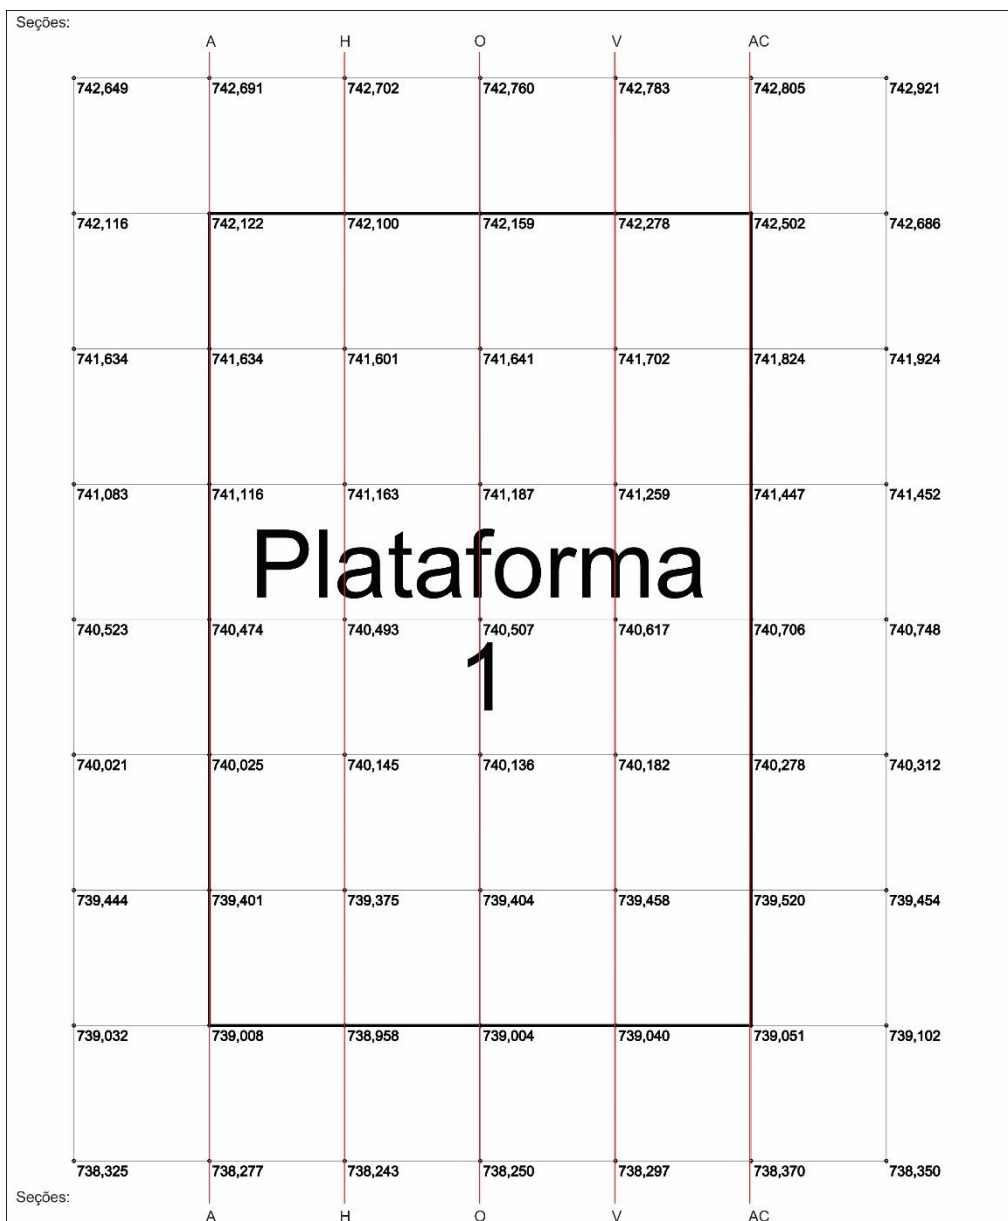 Seções:
A H O V AC
742,649 742,691 742,702 742,760 742,783 742,805 742,921
742,116 742,122 742,100 742,159 742,278 742,502 742,686
741,634 741,634 741,601 741,641 741,702 741,824 741,924
741,083 741,116 741,163 741,187 741,259 741,447 741,452
Plataforma
740,523 740,474 740,493 740,507 740,617 740,706 740,748
1
740,021 740,025 740,145 740,136 740,182 740,278 740,312
739,444 739,401 739,375 739,404 739,458 739,520 739,454
739,032 739,008 738,958 739,004 739,040 739,051 739,102
738,325 738,277 738,243 738,250 738,297 738,370 738,350
Seções:
A H O V AC